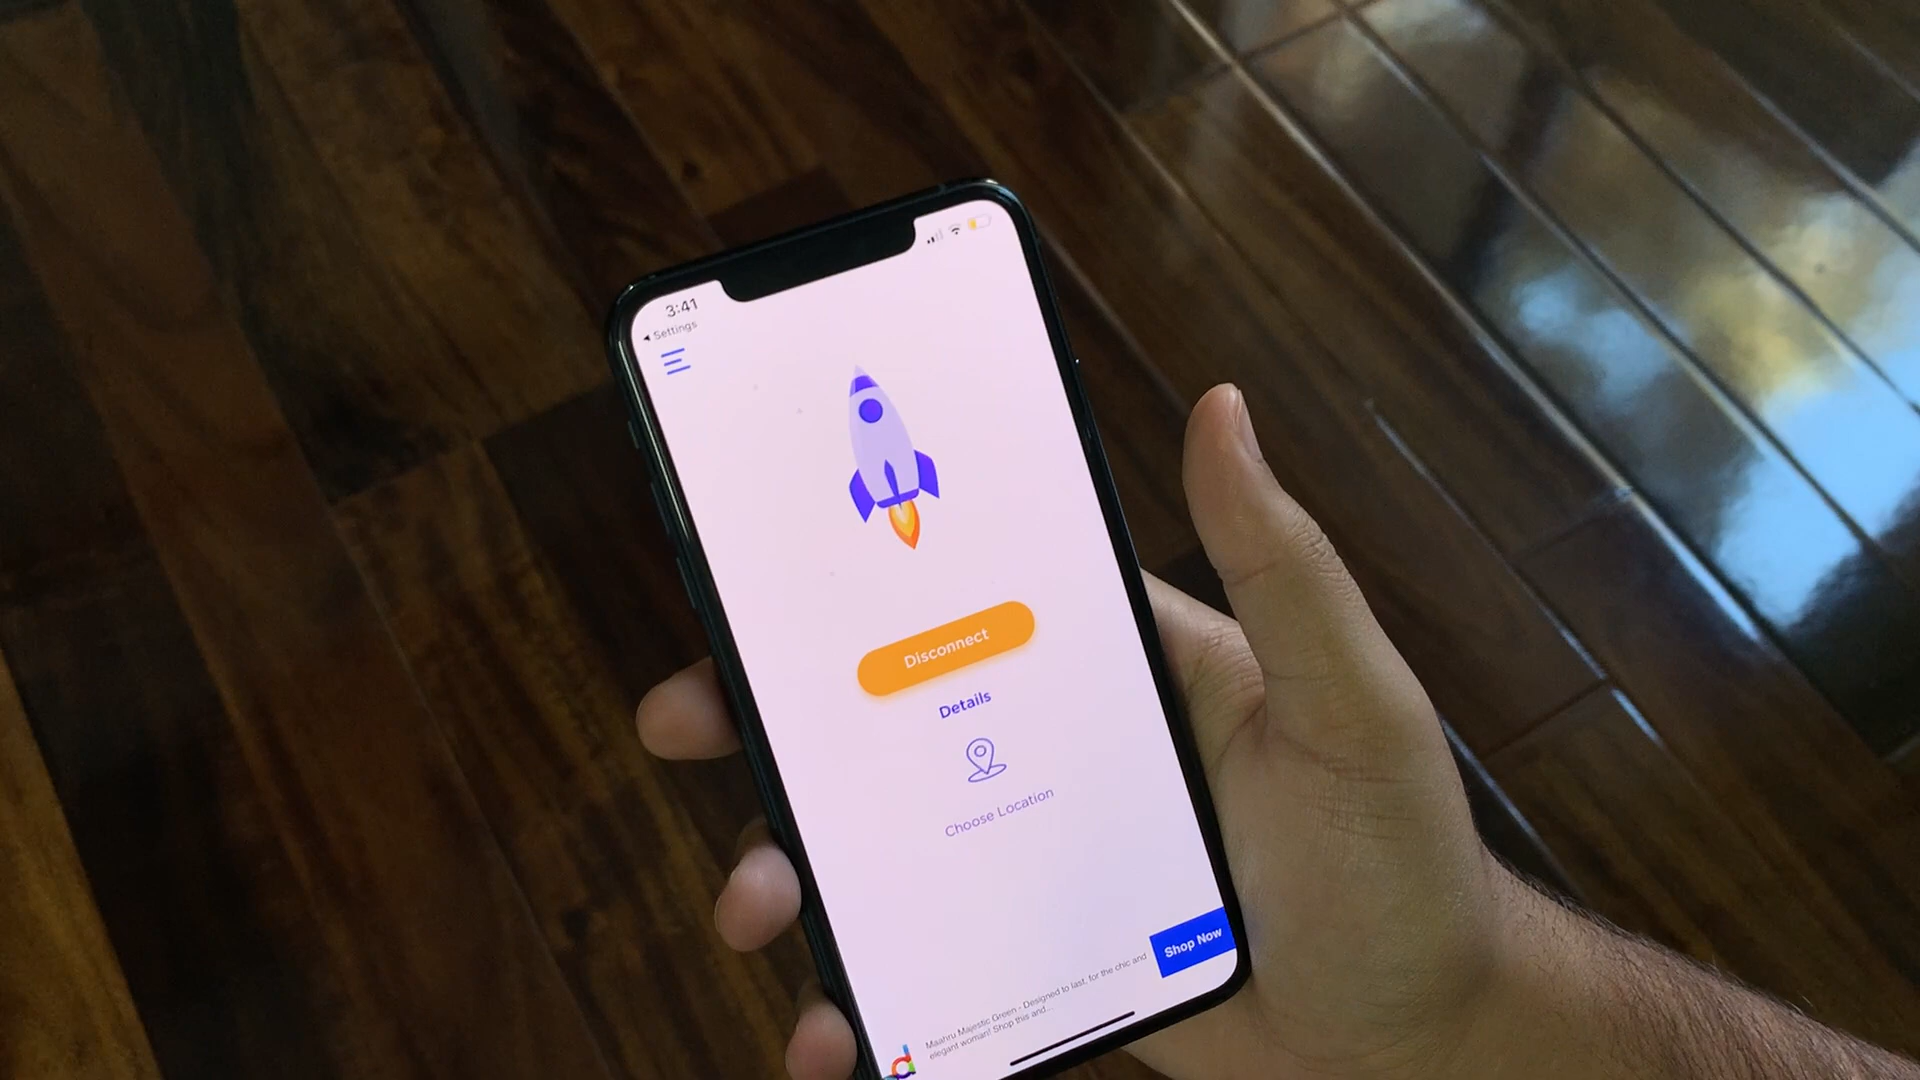 3:41
◂ Settings
Disconnect
Details
Choose Location
Maahru Majestic Green - Designed to last, for the chic and
elegant woman! Shop this and...
Shop Now